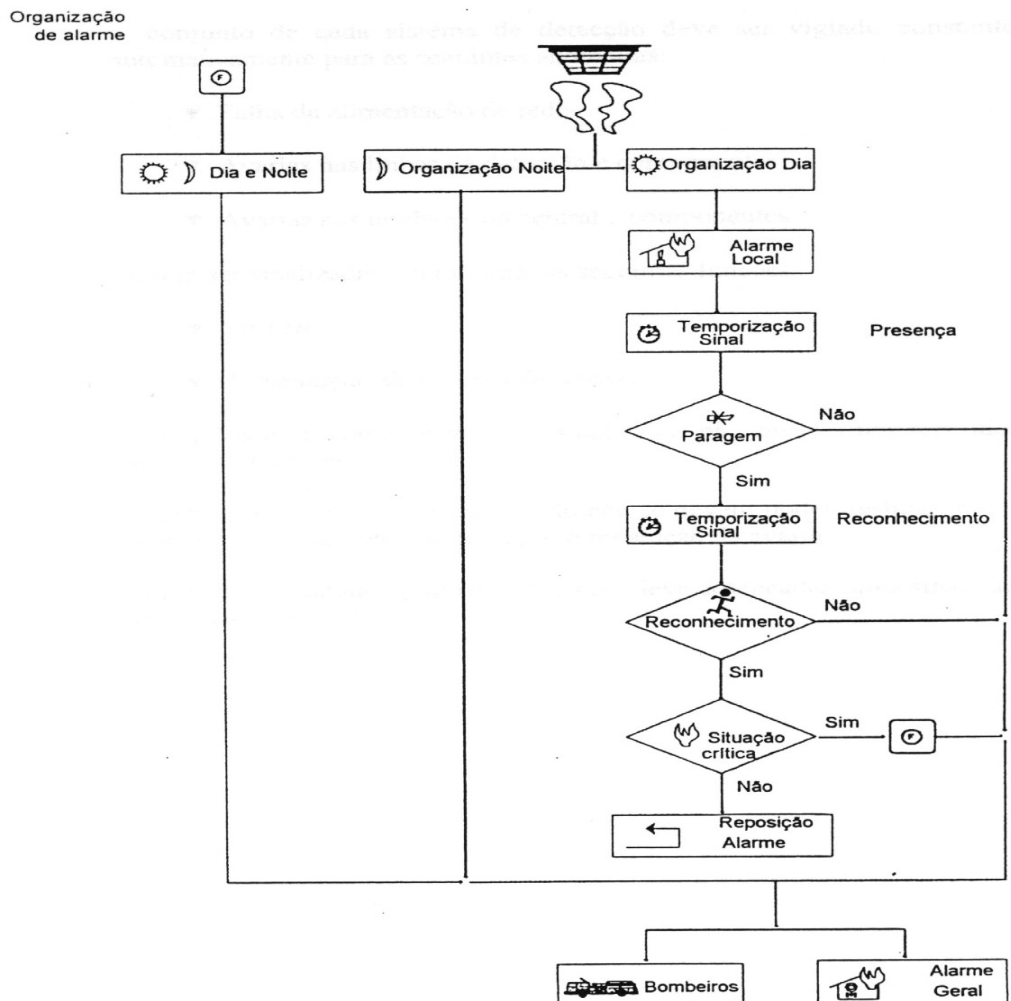 Organização
de alarme
F
Dia e Noite
Organização Noite
Organização Dia
Alarme
Local
Temporização
Sinal
Presença
Paragem
Não
Sim
Temporização
Sinal
Reconhecimento
Reconhecimento
Não
Sim
Situação
crítica
Sim
F
Não
Reposição
Alarme
Bombeiros
Alarme
Geral